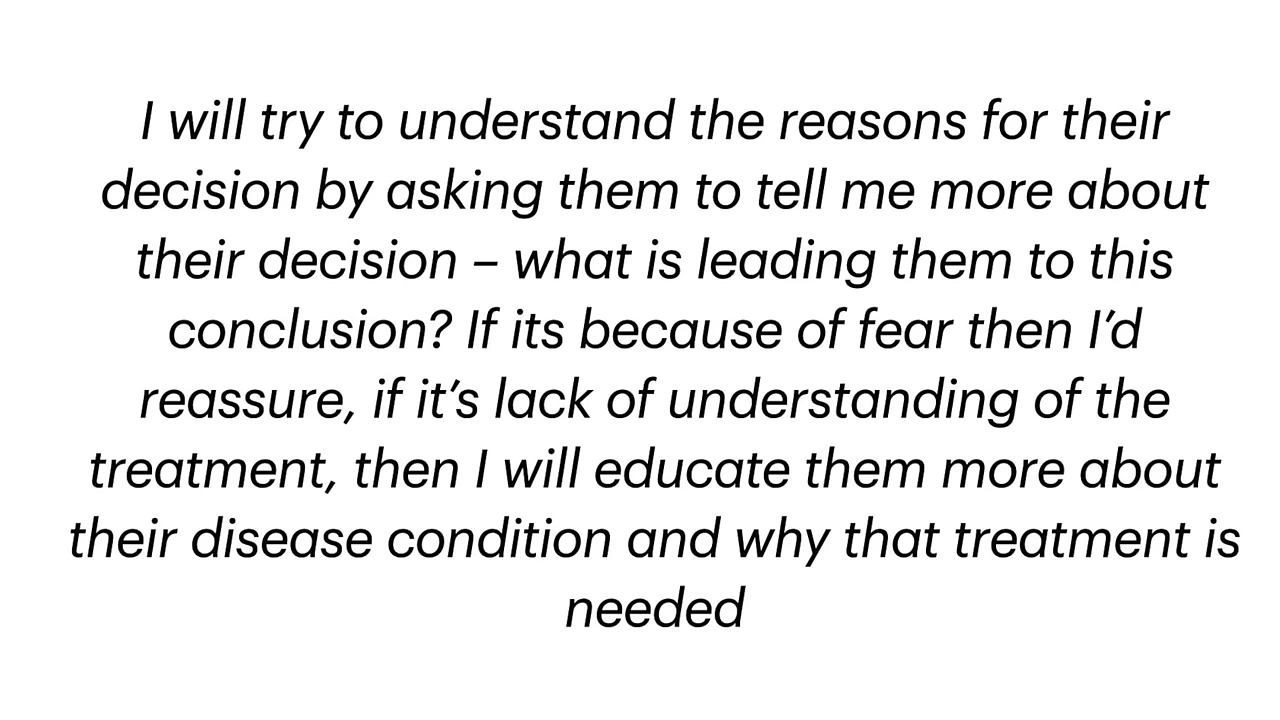 I will try to understand the reasons for their
decision by asking them to tell me more about
their decision – what is leading them to this
conclusion? If its because of fear then I’d
reassure, if it’s lack of understanding of the
treatment, then I will educate them more about
their disease condition and why that treatment is
needed